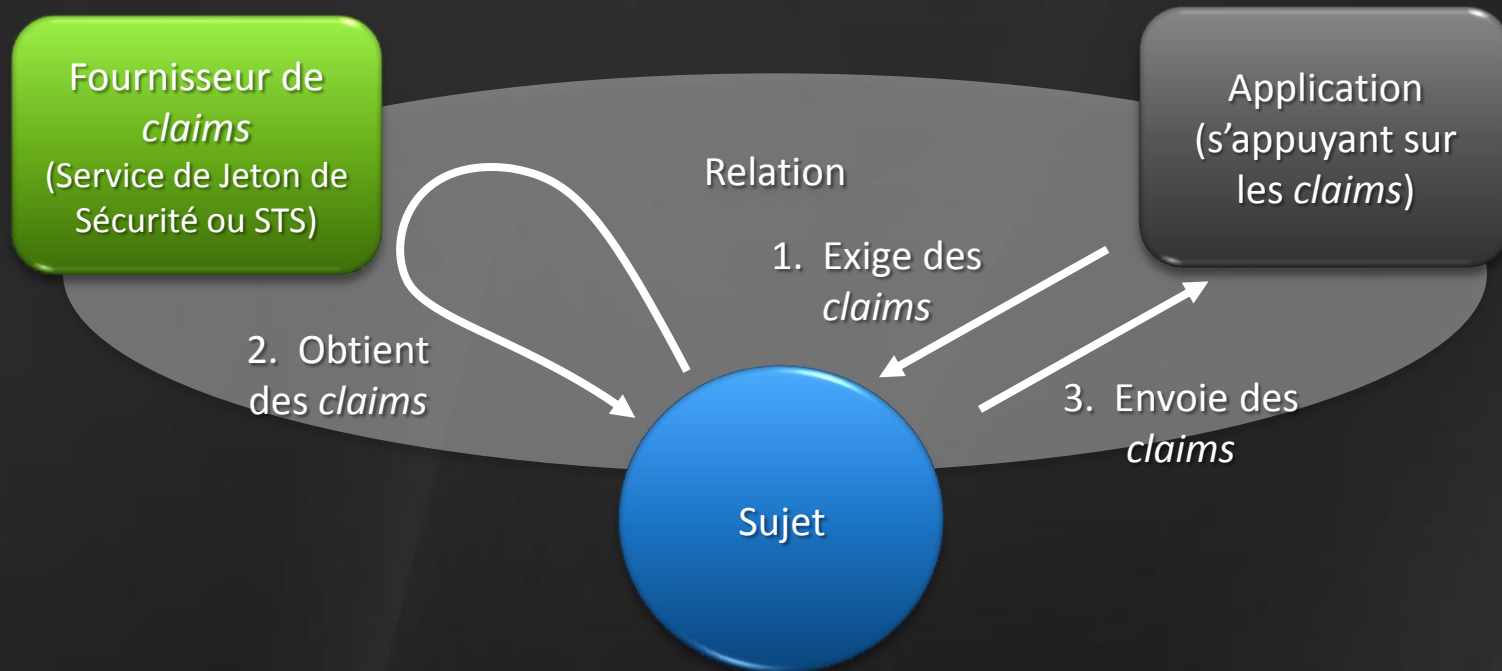 Fournisseur de
claims
(Service de Jeton de
Sécurité ou STS)
Application
(s'appuyant sur
les claims)
Relation
1. Exige des
claims
2. Obtient
des claims
3. Envoie des
claims
Sujet